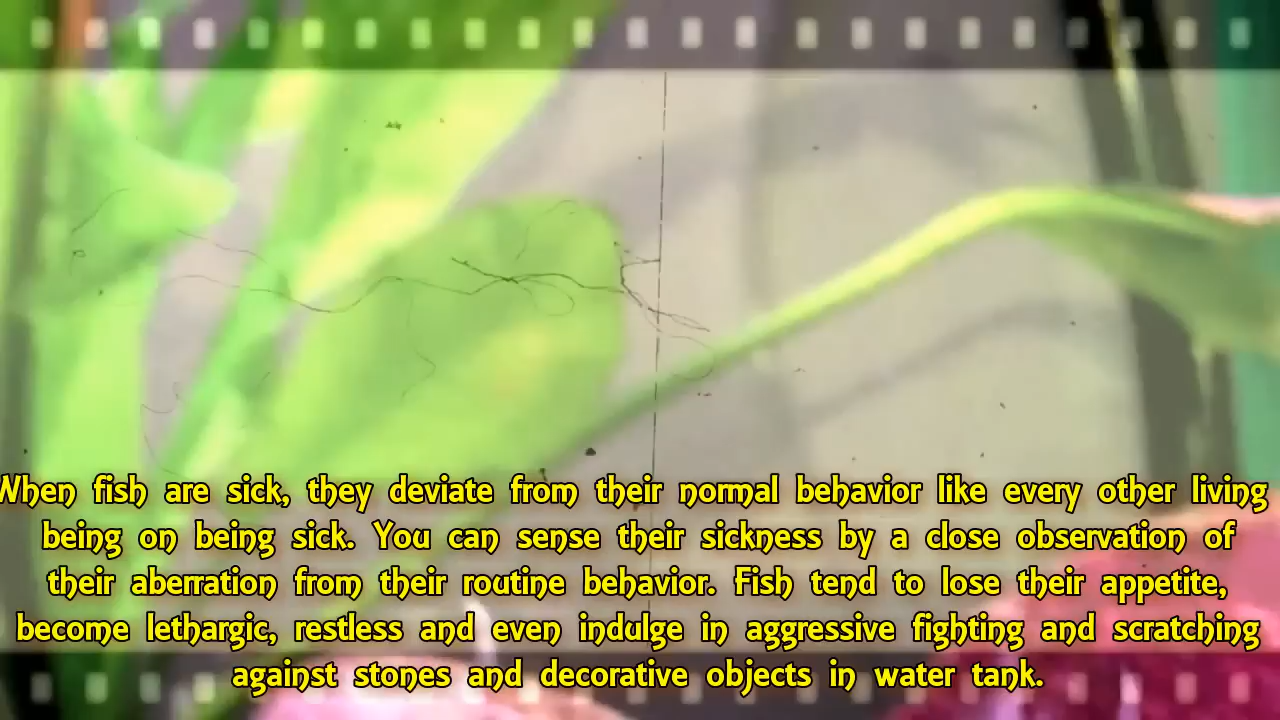 When fish are sick, they deviate from their normal behavior like every other living
being on being sick. You can sense their sickness by a close observation of
their aberration from their routine behavior. Fish tend to lose their appetite,
become lethargic, restless and even indulge in aggressive fighting and scratching
against stones and decorative objects in water tank.